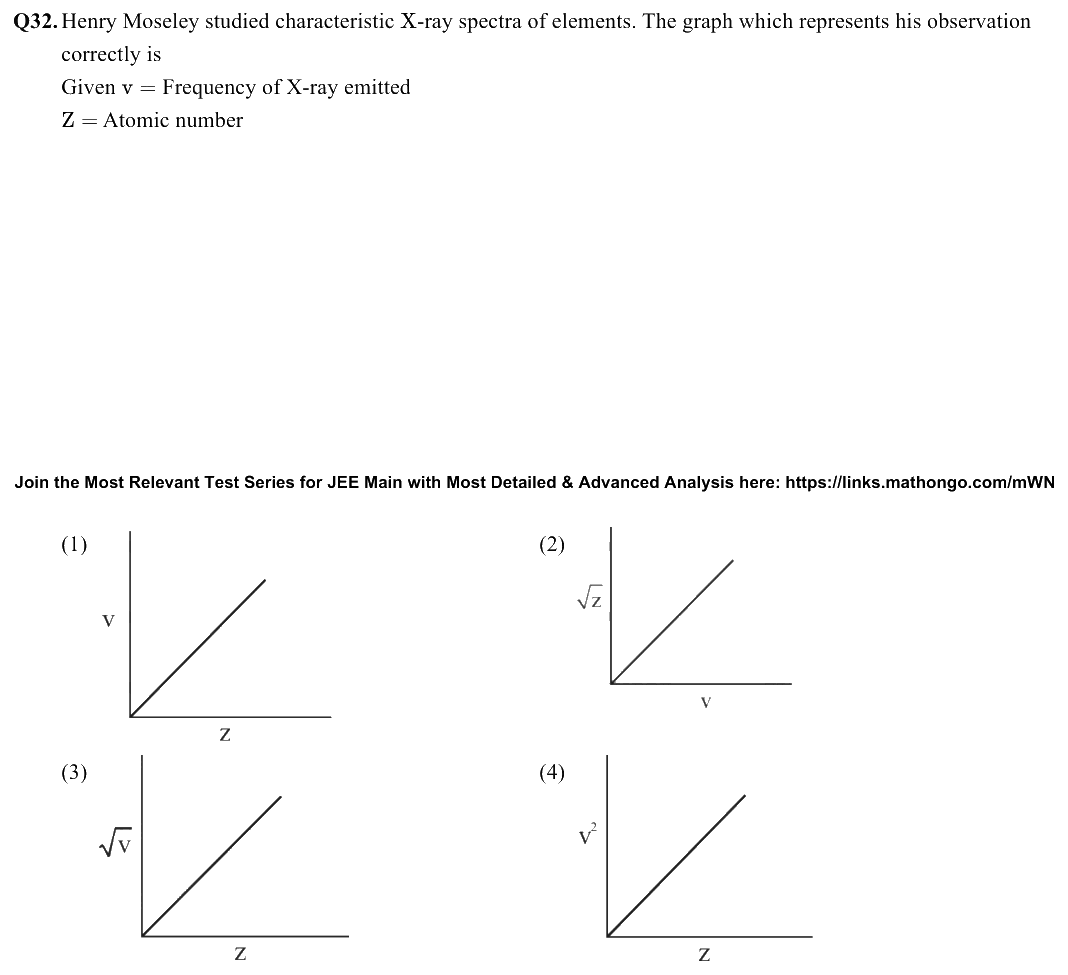 Q32. Henry Moseley studied characteristic X-ray spectra of elements. The graph which represents his observation
correctly is
Given v = Frequency of X-ray emitted
Z = Atomic number
Join the Most Relevant Test Series for JEE Main with Most Detailed & Advanced Analysis here: https://links.mathongo.com/mWN
(1)
v
Z
(2)
√z
v
(3)
√v
Z
(4)
v²
Z